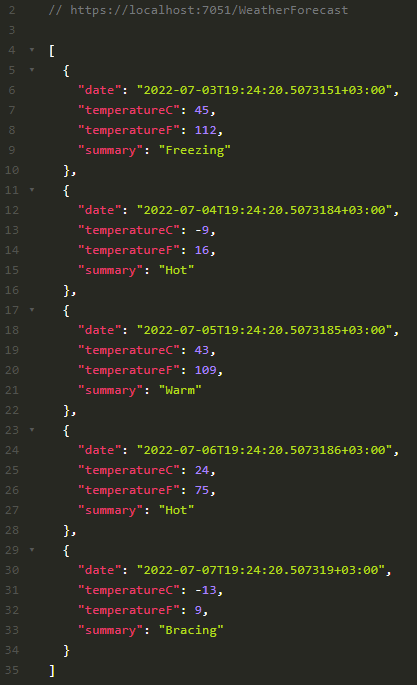 2 // https://localhost:7051/WeatherForecast
3
4 [
5 {
6 "date": "2022-07-03T19:24:20.5073151+03:00",
7 "temperatureC": 45,
8 "temperatureF": 112,
9 "summary": "Freezing"
10 },
11 {
12 "date": "2022-07-04T19:24:20.5073184+03:00",
13 "temperatureC": -9,
14 "temperatureF": 16,
15 "summary": "Hot"
16 },
17 {
18 "date": "2022-07-05T19:24:20.5073185+03:00",
19 "temperatureC": 43,
20 "temperatureF": 109,
21 "summary": "Warm"
22 },
23 {
24 "date": "2022-07-06T19:24:20.5073186+03:00",
25 "temperatureC": 24,
26 "temperatureF": 75,
27 "summary": "Hot"
28 },
29 {
30 "date": "2022-07-07T19:24:20.507319+03:00",
31 "temperatureC": -13,
32 "temperatureF": 9,
33 "summary": "Bracing"
34 }
35 ]